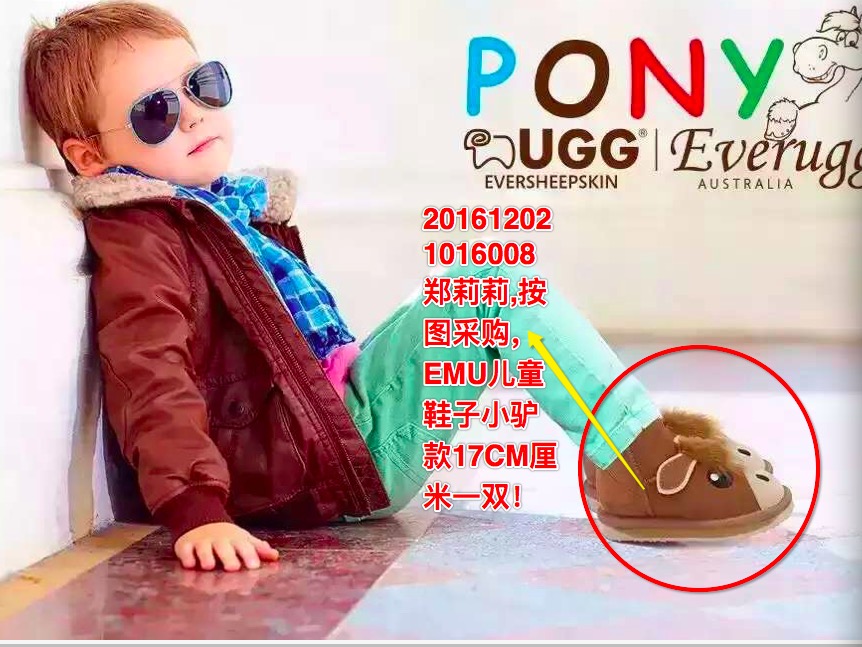 PONY
UGG® | Everugg
EVERSHEEPSKIN AUSTRALIA
20161202
1016008
郑莉莉,按
图采购，
EMU儿童
鞋子小驴
款17CM厘
米一双！